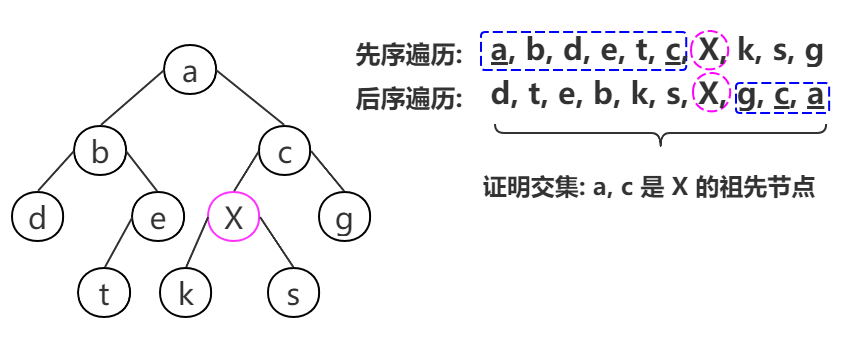 先序遍历: a, b, d, e, t, c, X, k, s, g
后序遍历: d, t, e, b, k, s, X, g, c, a
证明交集: a, c 是 X 的祖先节点
a
b
c
d
e
X
g
t
k
s